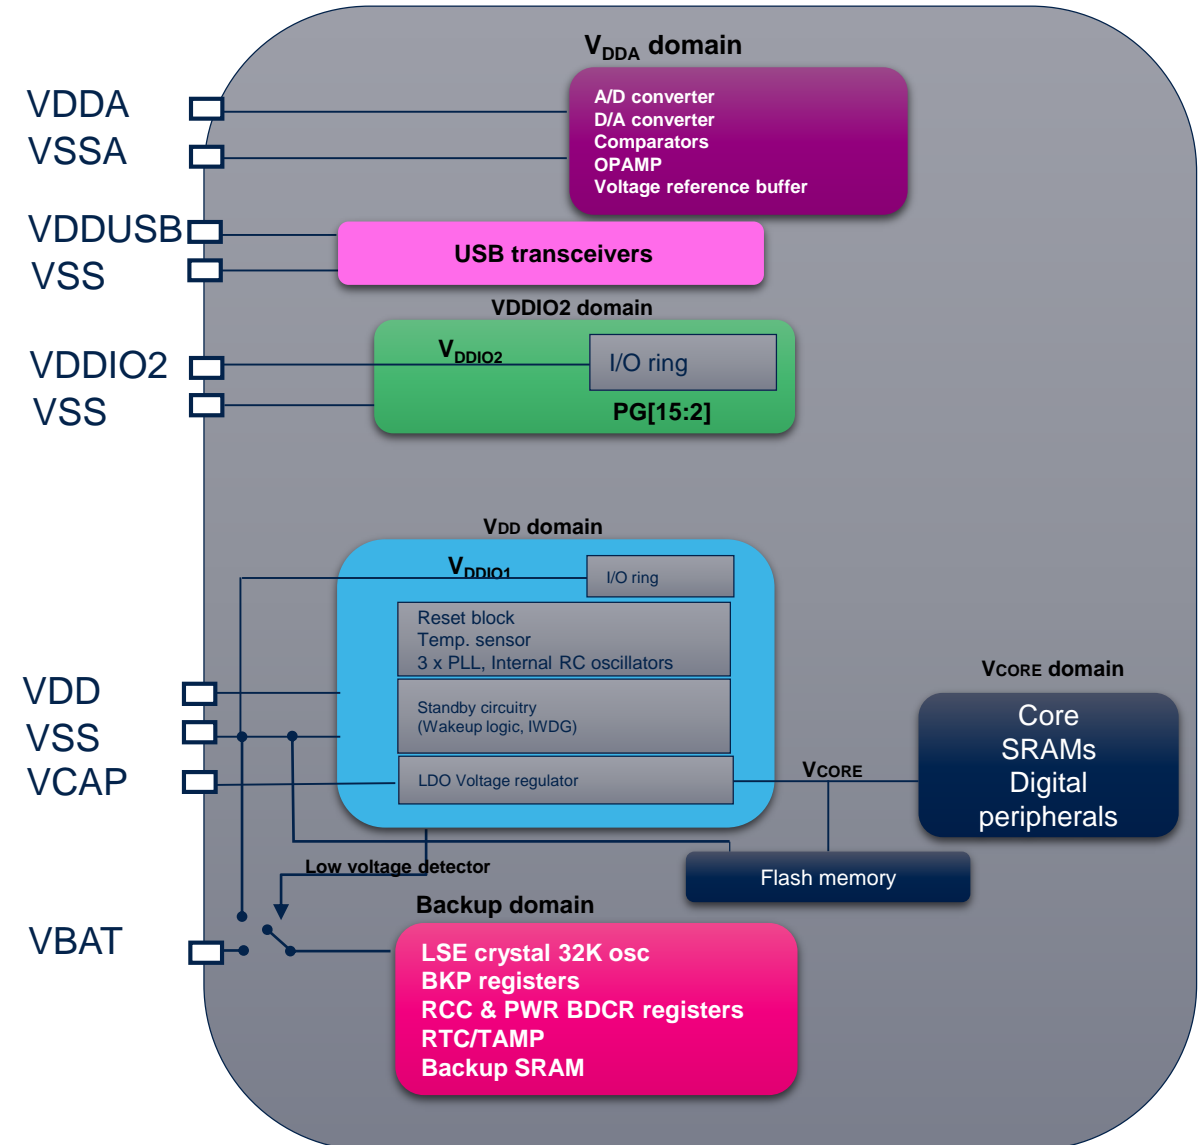 VDDA domain
VDDA
VSSA
A/D converter
D/A converter
Comparators
OPAMP
Voltage reference buffer
VDDUSB
VSS
USB transceivers
VDDIO2 domain
VDDIO2
VSS
VDDIO2
I/O ring
PG[15:2]
VDD domain
VDDIO1
I/O ring
Reset block
Temp. sensor
3 x PLL, Internal RC oscillators
VDD
VSS
VCAP
Standby circuitry
(Wakeup logic, IWDG)
LDO Voltage regulator
VCORE
VCORE domain
Core
SRAMs
Digital
peripherals
Flash memory
Low voltage detector
Backup domain
VBAT
LSE crystal 32K osc
BKP registers
RCC & PWR BDCR registers
RTC/TAMP
Backup SRAM